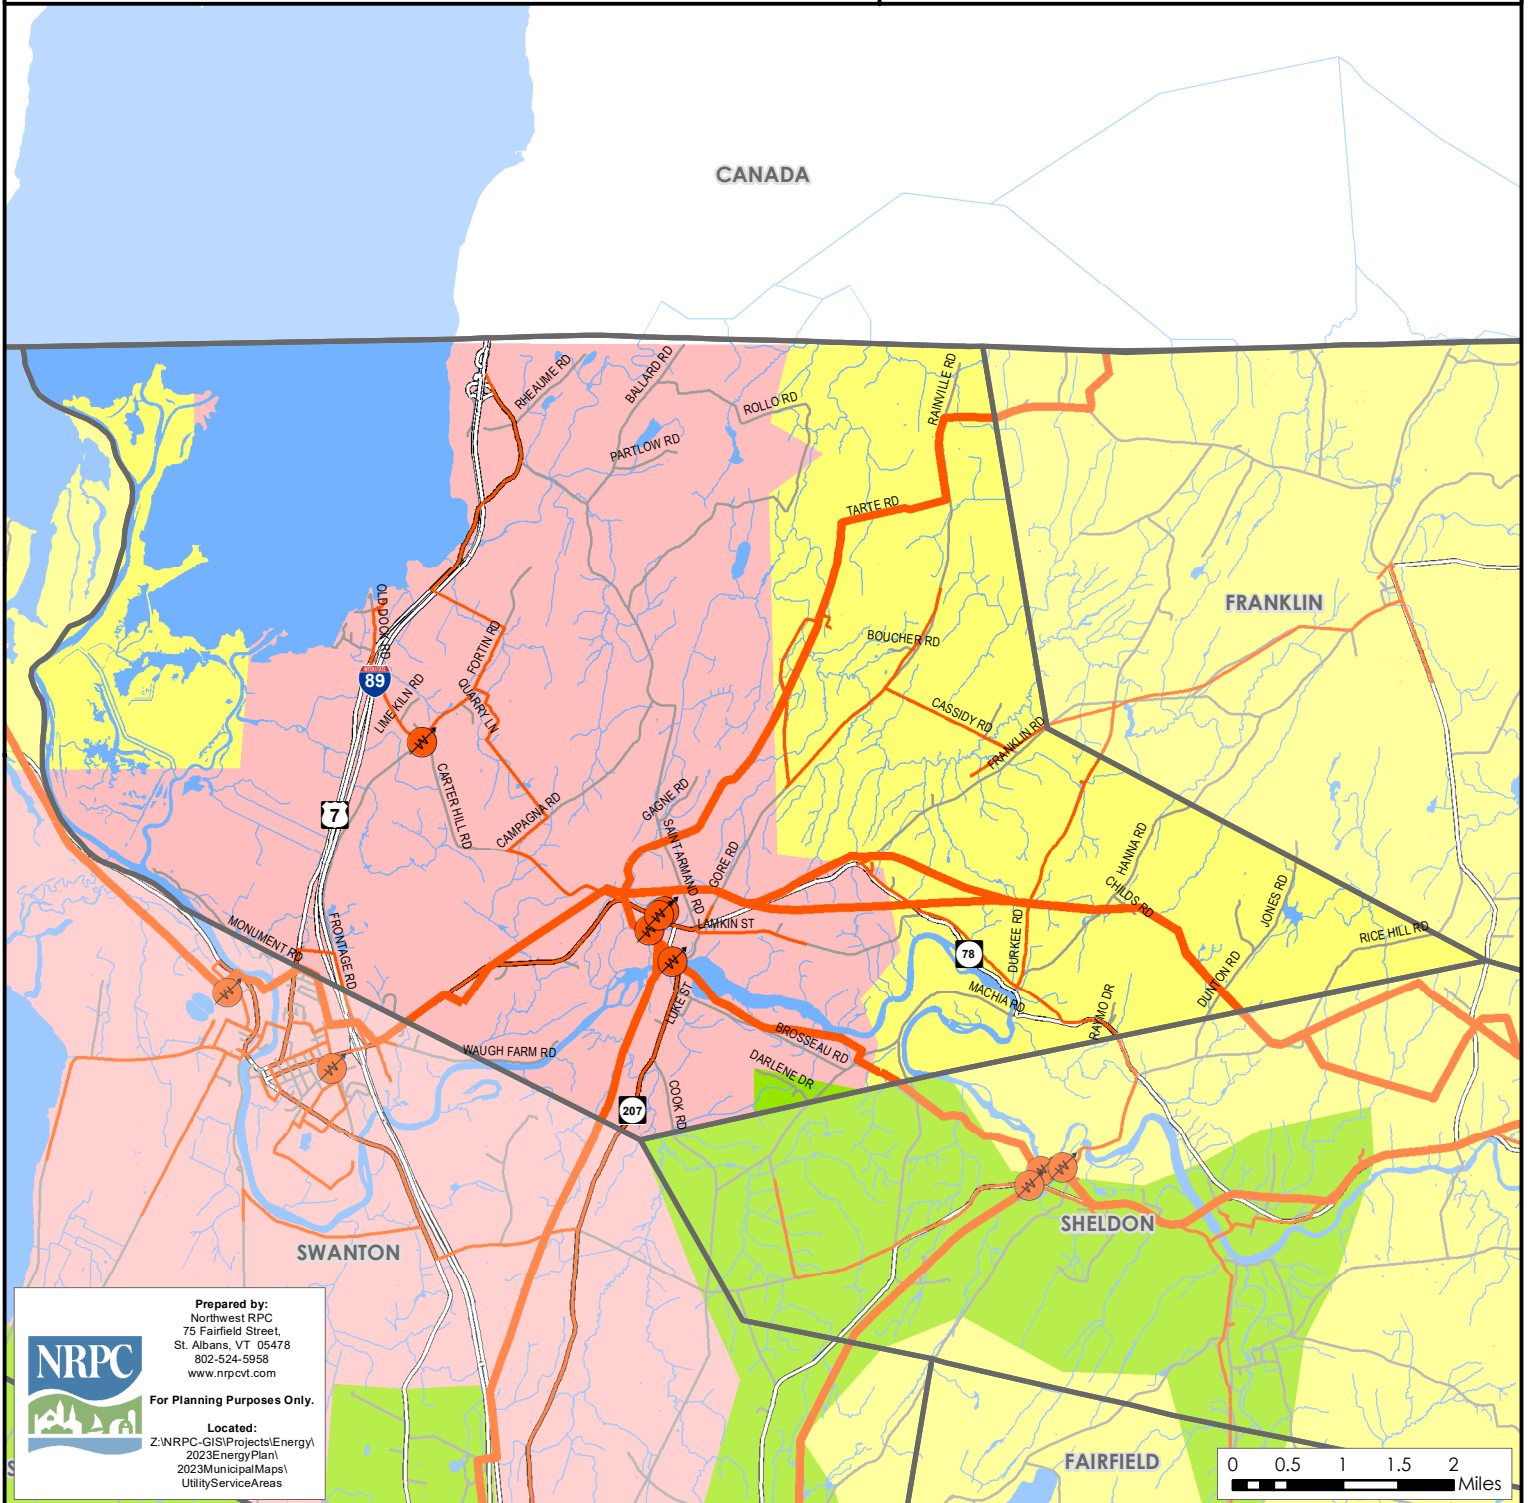 CANADA
RHEAUME RD
BALLARD RD
RAINVILLE RD
ROLLO RD
PARTLOW RD
TARTE RD
OLD DOCK RD
FRANKLIN
FORTIN RD
BOUCHER RD
89
LIME KILN RD
QUARRY LN
CASSIDY RD
FRANKLIN RD
W
7
CARTER HILL RD
CAMPAGNA RD
GAGNE RD
SAINT ARMAND RD
GORE RD
HANNA RD
CHILDS RD
JONES RD
MONUMENT RD
FRONTAGE RD
W
W
LAMKIN ST
DURKEE RD
RICE HILL RD
78
W
W
LUKE ST
MACHIA RD
DUNTON RD
RAYMO DR
WAUGH FARM RD
BROSSEAU RD
DARLENE DR
W
COOK RD
207
W
W
W
SHELDON
SWANTON
Prepared by:
Northwest RPC
75 Fairfield Street,
St. Albans, VT 05478
802-524-5958
www.nrpcvt.com
NRPC
For Planning Purposes Only.
Located:
Z:\NRPC-GIS\Projects\Energy\
2023EnergyPlan\
2023MunicipalMaps\
UtilityServiceAreas
S
FAIRFIELD
0 0.5 1 1.5 2
Miles